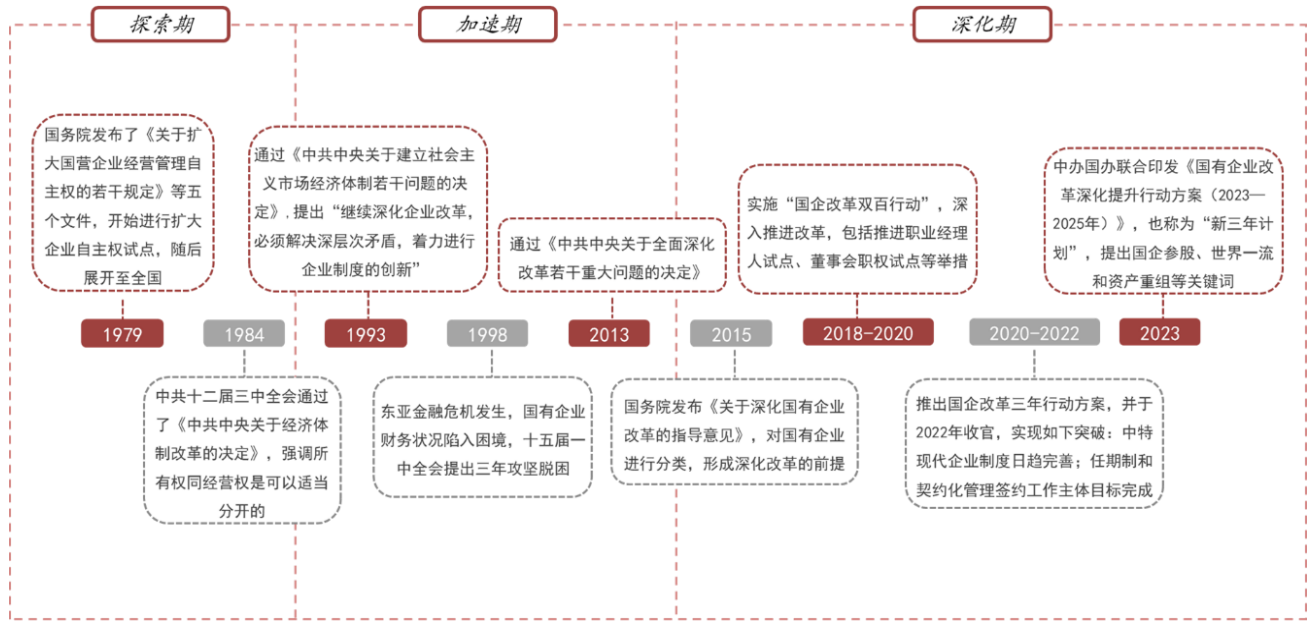 探索期
加速期
深化期
国务院发布了《关于扩
大国营企业经营管理自
主权的若干规定》等五
个文件，开始进行扩大
企业自主权试点，随后
展开至全国
通过《中共中央关于建立社会主
义市场经济体制若干问题的决
定》.提出“继续深化企业改革，
必须解决深层次矛盾，着力进行
企业制度的创新”
通过《中共中央关于全面深化
改革若干重大问题的决定》
实施“国企改革双百行动”，深
入推进改革，包括推进职业经理
人试点、董事会职权试点等举措
中办国办联合印发《国有企业改
革深化提升行动方案（2023—
2025年）》，也称为“新三年计
划”，提出国企参股、世界一流
和资产重组等关键词
1979
1984
1993
1998
2013
2015
2018-2020
2020-2022
2023
中共十二届三中全会通过
了《中共中央关于经济体
制改革的决定》，强调所
有权同经营权是可以适当
分开的
东亚金融危机发生，国有企业
财务状况陷入困境，十五届一
中全会提出三年攻坚脱困
国务院发布《关于深化国有企业
改革的指导意见》，对国有企业
进行分类，形成深化改革的前提
推出国企改革三年行动方案，并于
2022年收官，实现如下突破：中特
现代企业制度日趋完善；任期制和
契约化管理签约工作主体目标完成